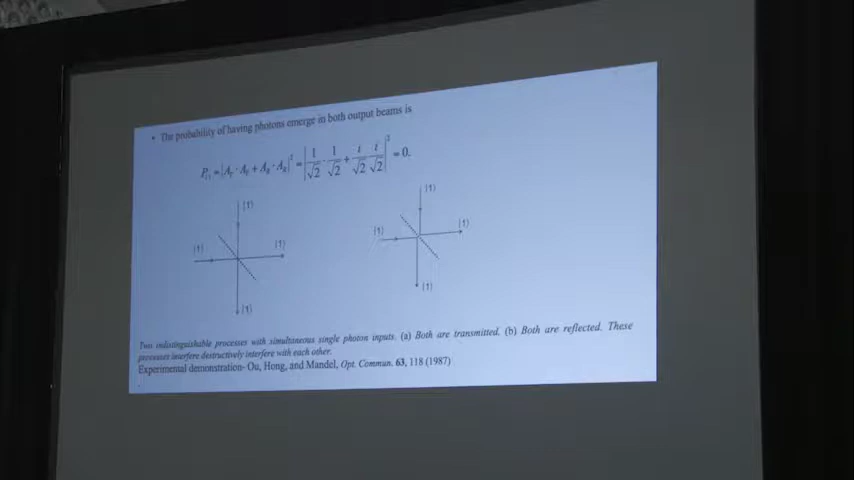 • The probability of having photons emerge in both output beams is
P₁₁ = |A_T · A_T + A_R · A_R|² = |1/√2 · 1/√2 + i/√2 i/√2|² = 0.
|1⟩ |1⟩
|1⟩ |1⟩ |1⟩ |1⟩
|1⟩ |1⟩
Two indistinguishable processes with simultaneous single photon inputs. (a) Both are transmitted. (b) Both are reflected. These
processes interfere destructively interfere with each other.
Experimental demonstration- Ou, Hong, and Mandel, Opt. Commun. 63, 118 (1987)